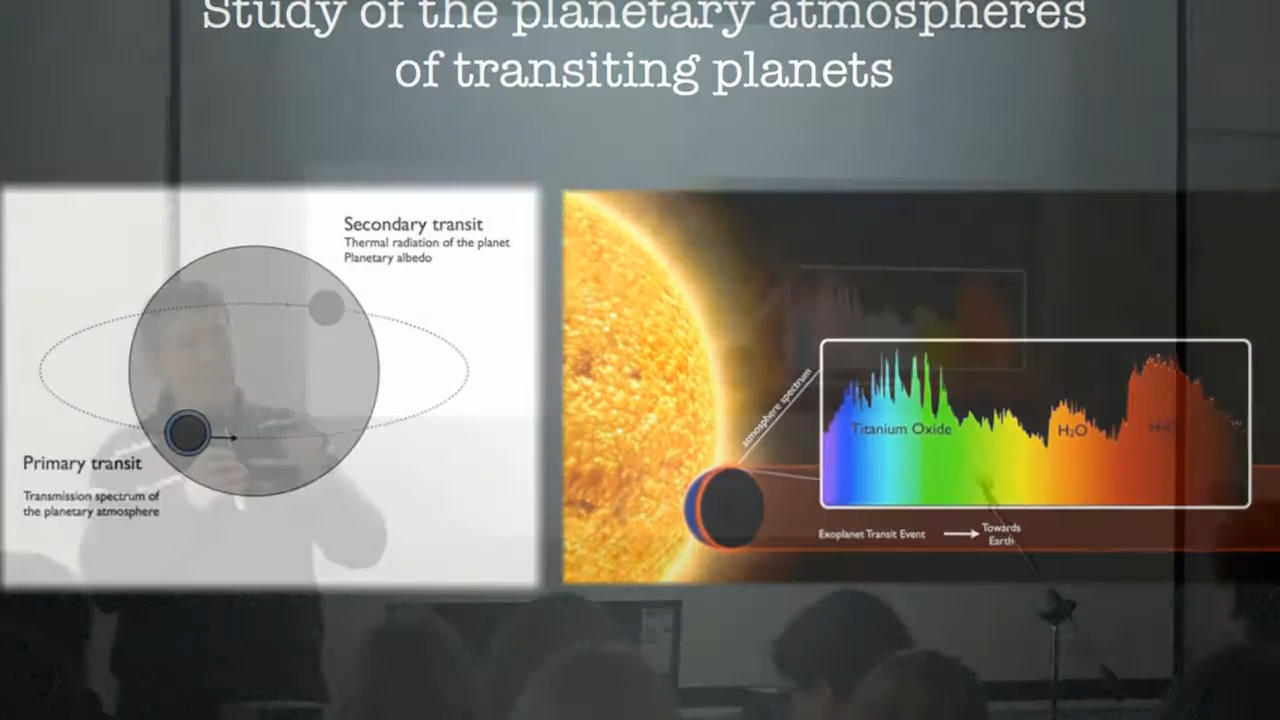 Study of the planetary atmospheres
of transiting planets
Secondary transit
Thermal radiation of the planet
Planetary albedo
Primary transit
Transmission spectrum of
the planetary atmosphere
atmosphere spectrum
Titanium Oxide
H₂O
H₂O
Exoplanet Transit Event
Towards
Earth